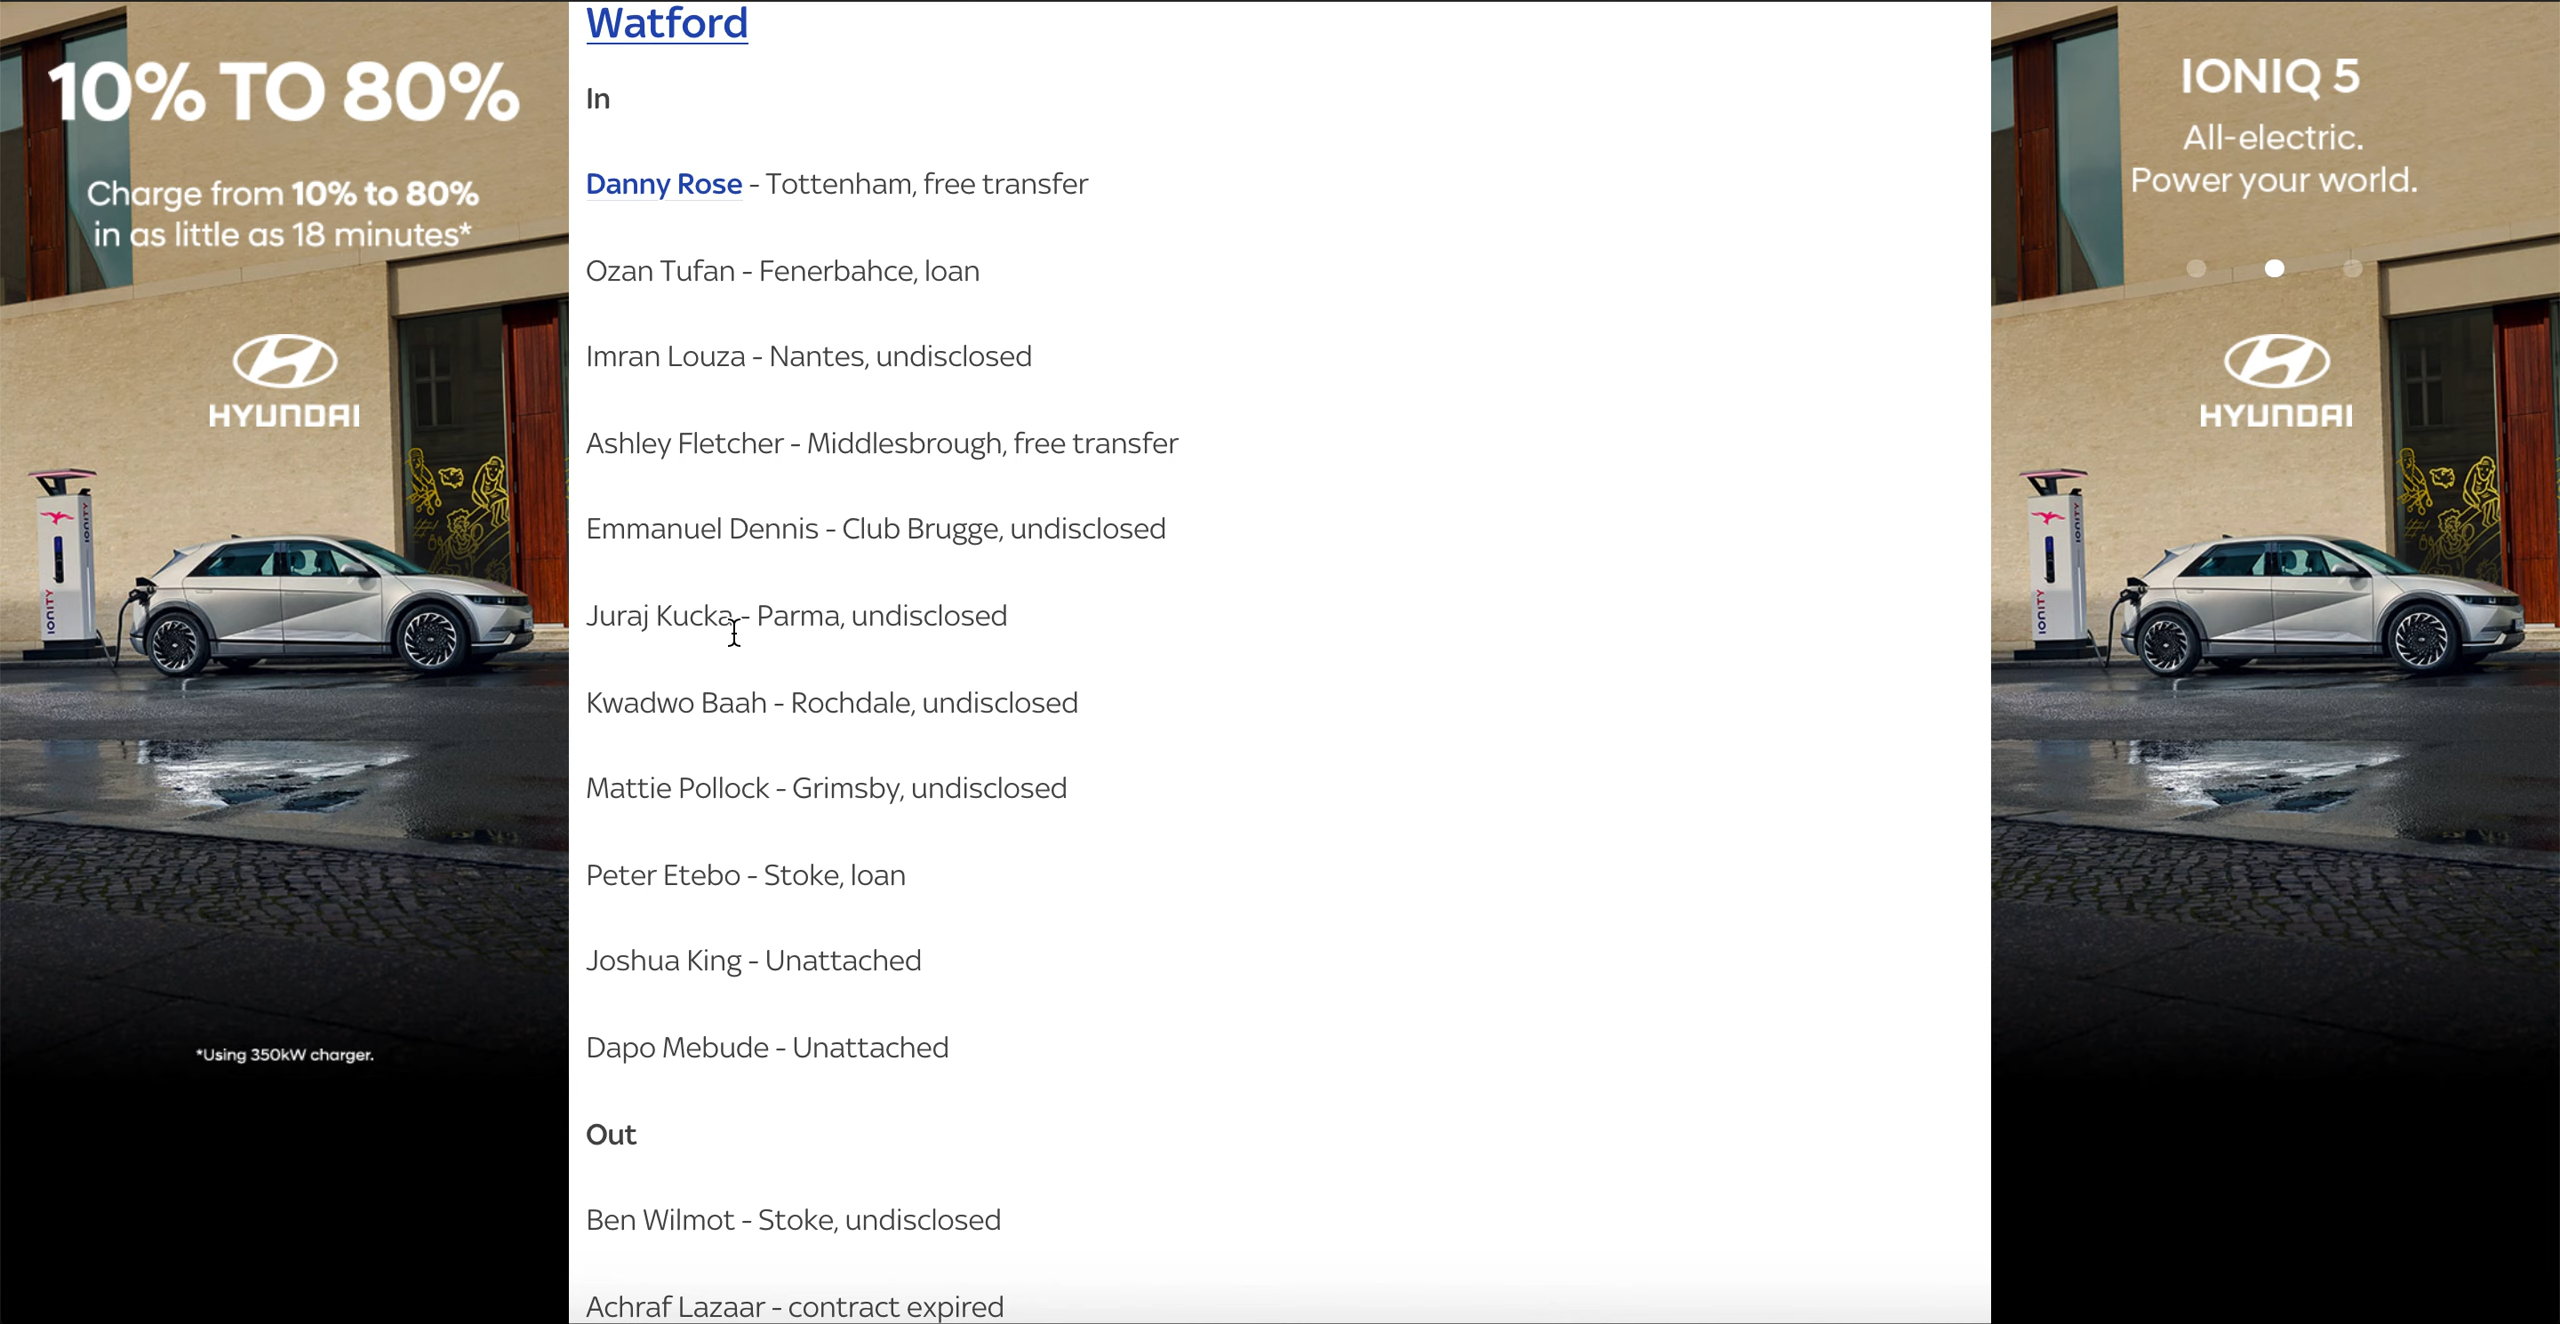 10% TO 80%
Charge from 10% to 80%
in as little as 18 minutes*
HYUNDAI
IONITY
IONITY
*Using 350kW charger.
Watford
In
Danny Rose - Tottenham, free transfer
Ozan Tufan - Fenerbahce, loan
Imran Louza - Nantes, undisclosed
Ashley Fletcher - Middlesbrough, free transfer
Emmanuel Dennis - Club Brugge, undisclosed
Juraj Kucka - Parma, undisclosed
Kwadwo Baah - Rochdale, undisclosed
Mattie Pollock - Grimsby, undisclosed
Peter Etebo - Stoke, loan
Joshua King - Unattached
Dapo Mebude - Unattached
Out
Ben Wilmot - Stoke, undisclosed
Achraf Lazaar - contract expired
IONIQ 5
All-electric.
Power your world.
HYUNDAI
IONITY
IONITY